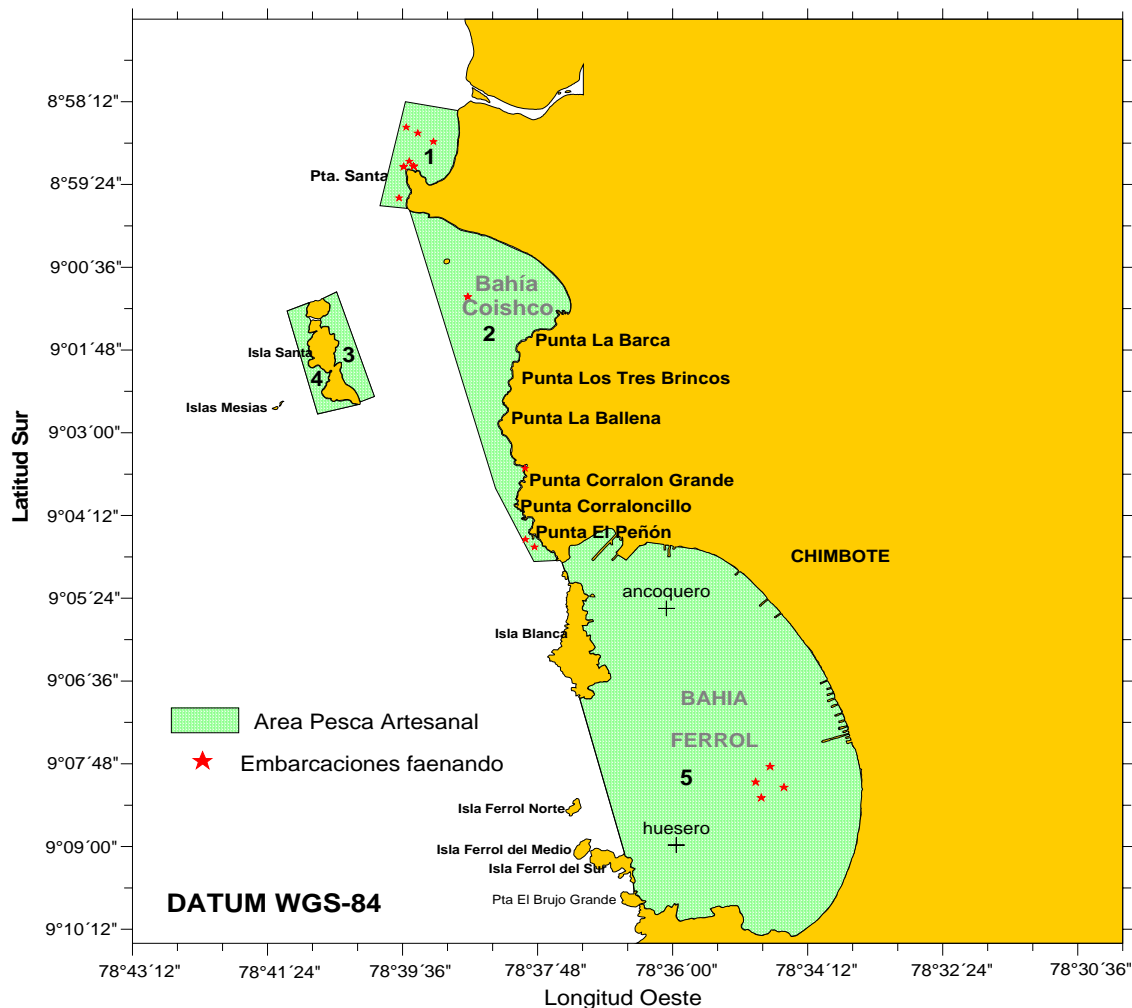 8°58´12"
1
Pta. Santa
8°59´24"
9°00´36"
Bahía
Coishco
2
Punta La Barca
9°01´48"
Isla Santa
3
4
Punta Los Tres Brincos
Islas Mesias
Punta La Ballena
9°03´00"
Latitud Sur
Punta Corralon Grande
Punta Corraloncillo
9°04´12"
Punta El Peñón
CHIMBOTE
9°05´24"
ancoquero
Isla Blanca
9°06´36"
BAHIA
Area Pesca Artesanal
FERROL
9°07´48"
Embarcaciones faenando
5
Isla Ferrol Norte
huesero
9°09´00"
Isla Ferrol del Medio
Isla Ferrol del Sur
Pta El Brujo Grande
DATUM WGS-84
9°10´12"
78°43´12" 78°41´24" 78°39´36" 78°37´48" 78°36´00" 78°34´12" 78°32´24" 78°30´36"
Longitud Oeste